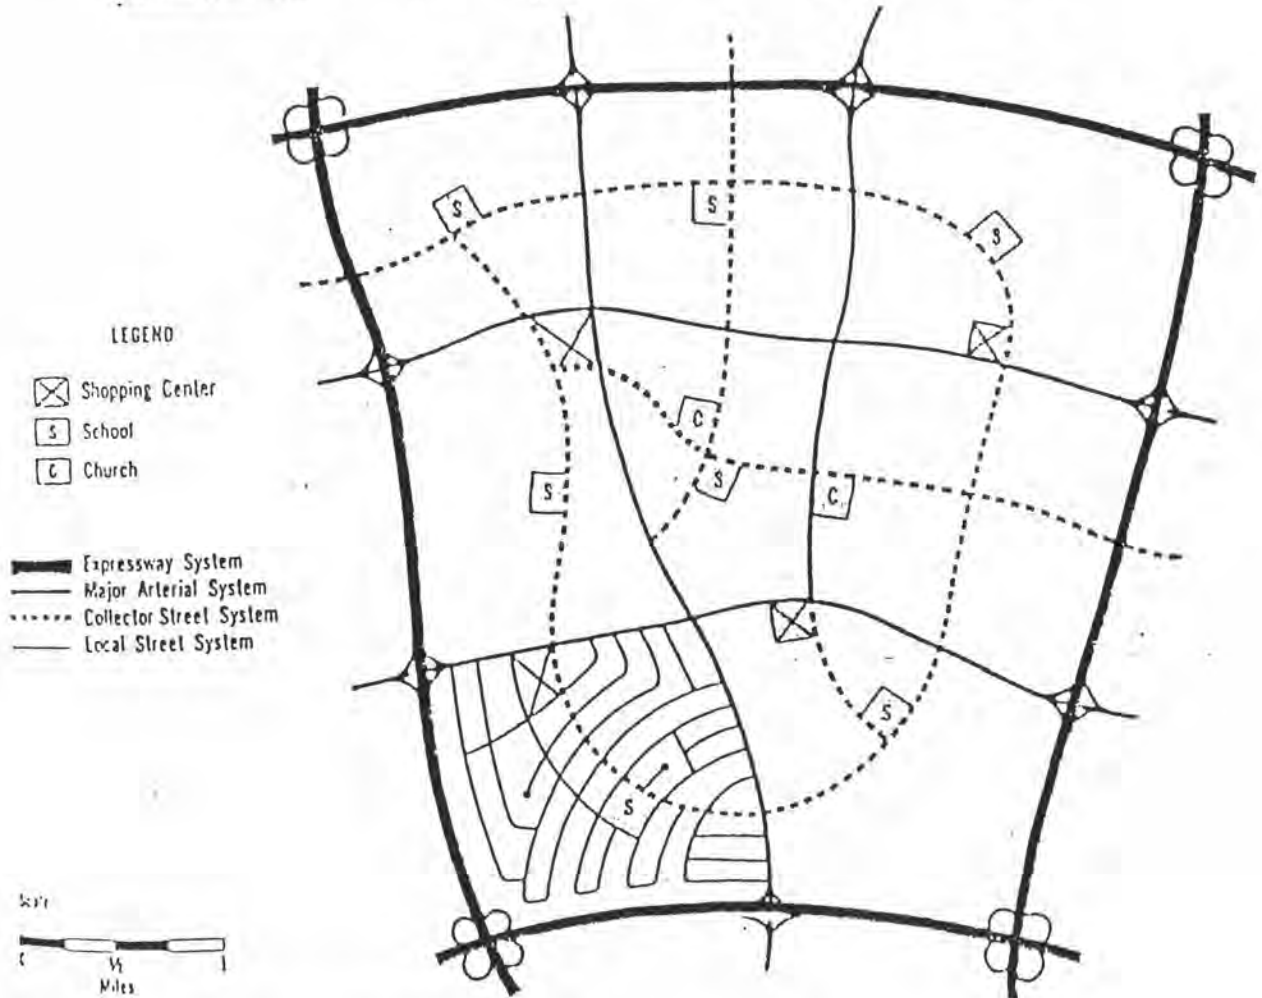 S
S
S
LEGEND
Shopping Center
S School
C Church
C
S
S
C
Expressway System
Major Arterial System
Collector Street System
Local Street System
S
S
½
1
Miles